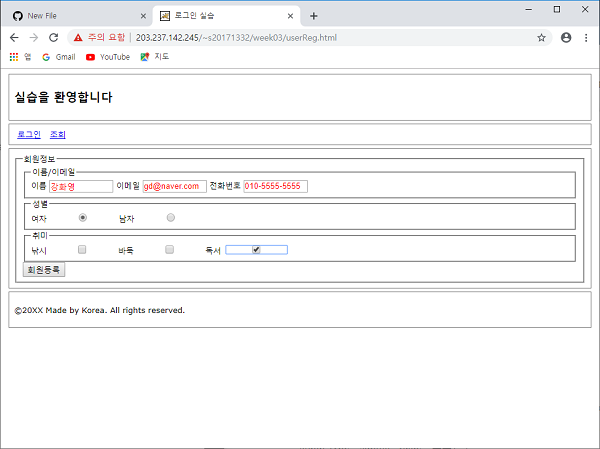 New File
로그인 실습
주의 요함 | 203.237.142.245/~s20171332/week03/userReg.html
앱 Gmail YouTube 지도
실습을 환영합니다
로그인 조회
회원정보
이름/이메일
이름 강화영 이메일 gd@naver.com 전화번호 010-5555-5555
성별
여자 남자
취미
낚시 바둑 독서
회원등록
©20XX Made by Korea. All rights reserved.